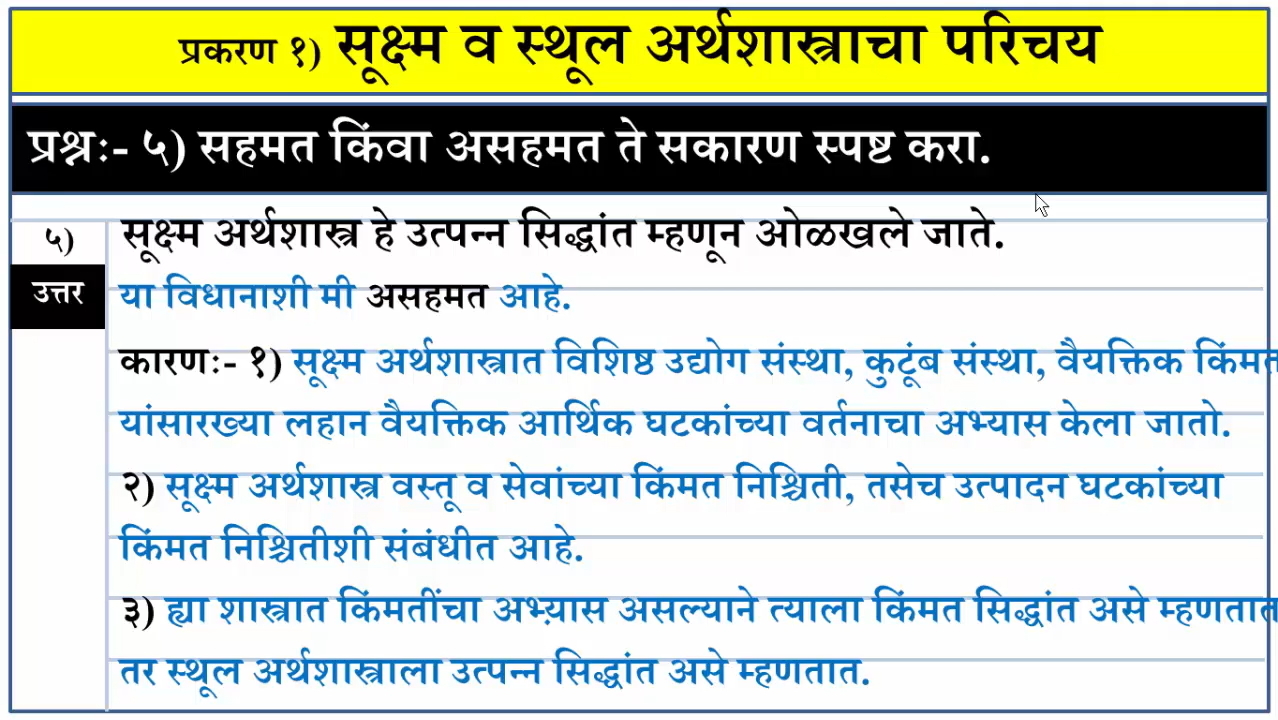 प्रकरण १) सूक्ष्म व स्थूल अर्थशास्त्राचा परिचय
प्रश्नः- ५) सहमत किंवा असहमत ते सकारण स्पष्ट करा.
५) सूक्ष्म अर्थशास्त्र हे उत्पन्न सिद्धांत म्हणून ओळखले जाते.
उत्तर या विधानाशी मी असहमत आहे.
कारणः- १) सूक्ष्म अर्थशास्त्रात विशिष्ठ उद्योग संस्था, कुटूंब संस्था, वैयक्तिक किंमत
यांसारख्या लहान वैयक्तिक आर्थिक घटकांच्या वर्तनाचा अभ्यास केला जातो.
२) सूक्ष्म अर्थशास्त्र वस्तू व सेवांच्या किंमत निश्चिती, तसेच उत्पादन घटकांच्या
किंमत निश्चितीशी संबंधीत आहे.
३) ह्या शास्त्रात किंमतींचा अभ्य़ास असल्याने त्याला किंमत सिद्धांत असे म्हणतात
तर स्थूल अर्थशास्त्राला उत्पन्न सिद्धांत असे म्हणतात.